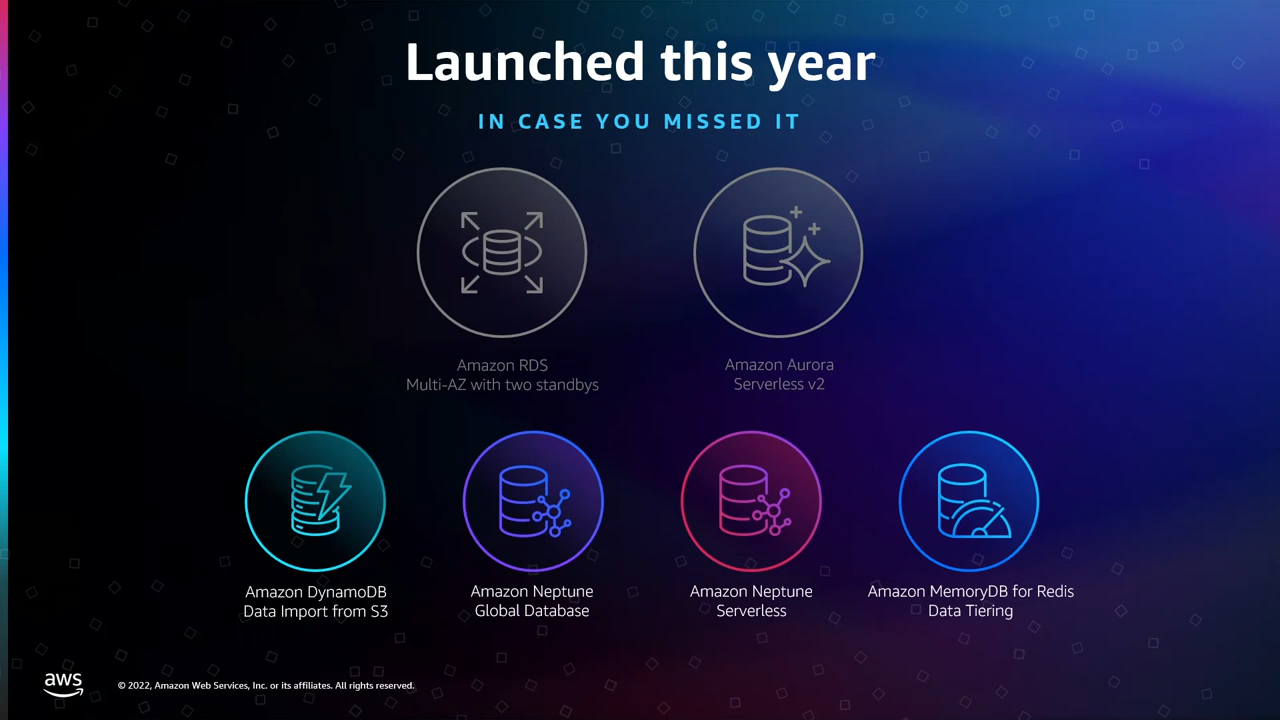 Launched this year
IN CASE YOU MISSED IT
Amazon RDS
Multi-AZ with two standbys
Amazon Aurora
Serverless v2
Amazon DynamoDB
Data Import from S3
Amazon Neptune
Global Database
Amazon Neptune
Serverless
Amazon MemoryDB for Redis
Data Tiering
aws
© 2022, Amazon Web Services, Inc. or its affiliates. All rights reserved.